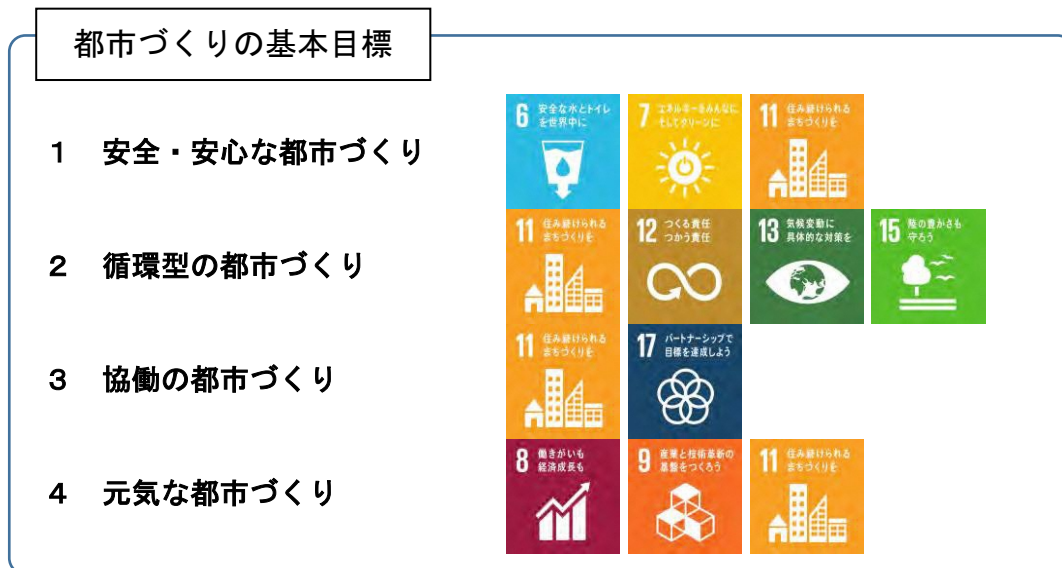 都市づくりの基本目標
1 安全・安心な都市づくり
6 安全な水とトイレ
を世界中に
7 エネルギーをみんなに
そしてクリーンに
11 住み続けられる
まちづくりを
2 循環型の都市づくり
11 住み続けられる
まちづくりを
12 つくる責任
つかう責任
13 気候変動に
具体的な対策を
15 陸の豊かさも
守ろう
3 協働の都市づくり
11 住み続けられる
まちづくりを
17 パートナーシップで
目標を達成しよう
4 元気な都市づくり
8 働きがいも
経済成長も
9 産業と技術革新の
基盤をつくろう
11 住み続けられる
まちづくりを